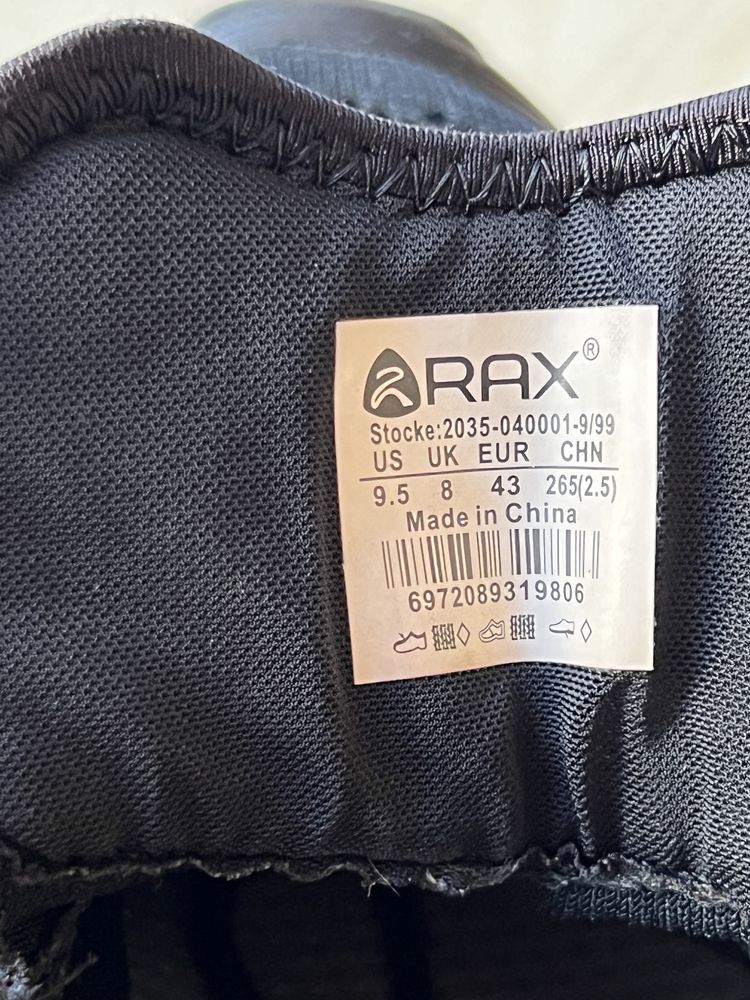 RAX®
Stocke:2035-040001-9/99
US UK EUR CHN
9.5 8 43 265(2.5)
Made in China
6972089319806